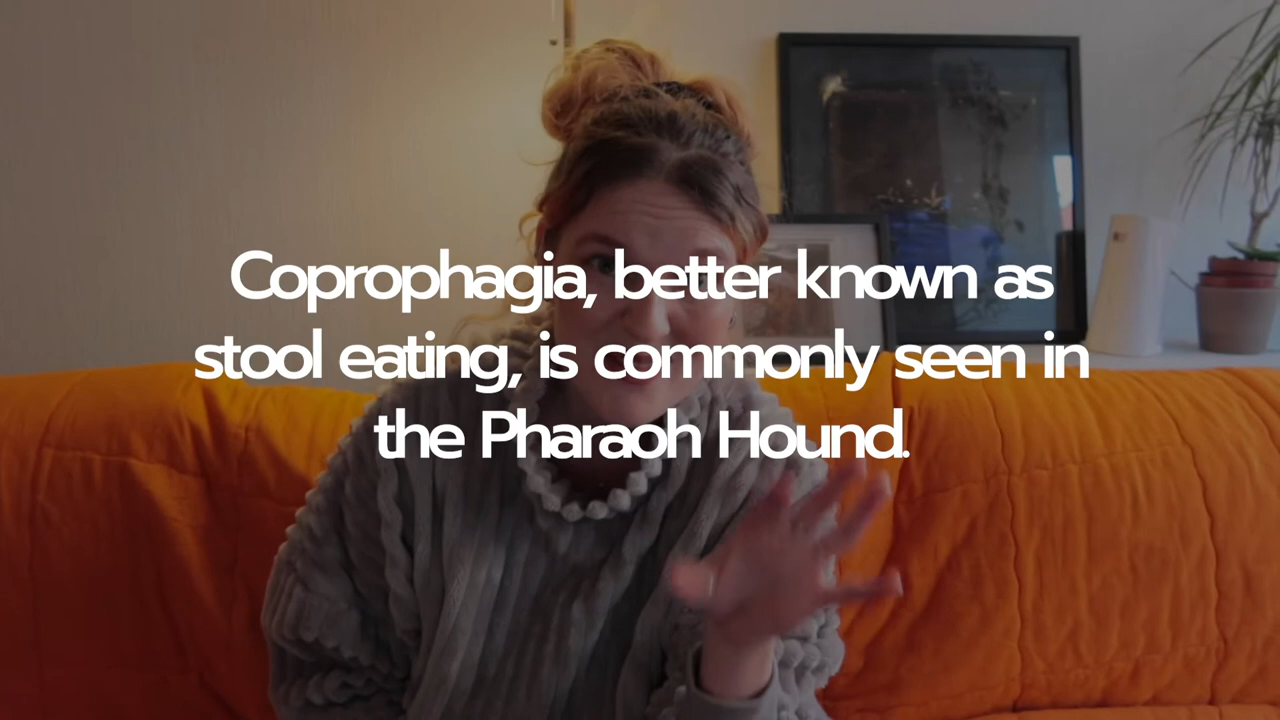 Coprophagia, better known as
stool eating, is commonly seen in
the Pharaoh Hound.